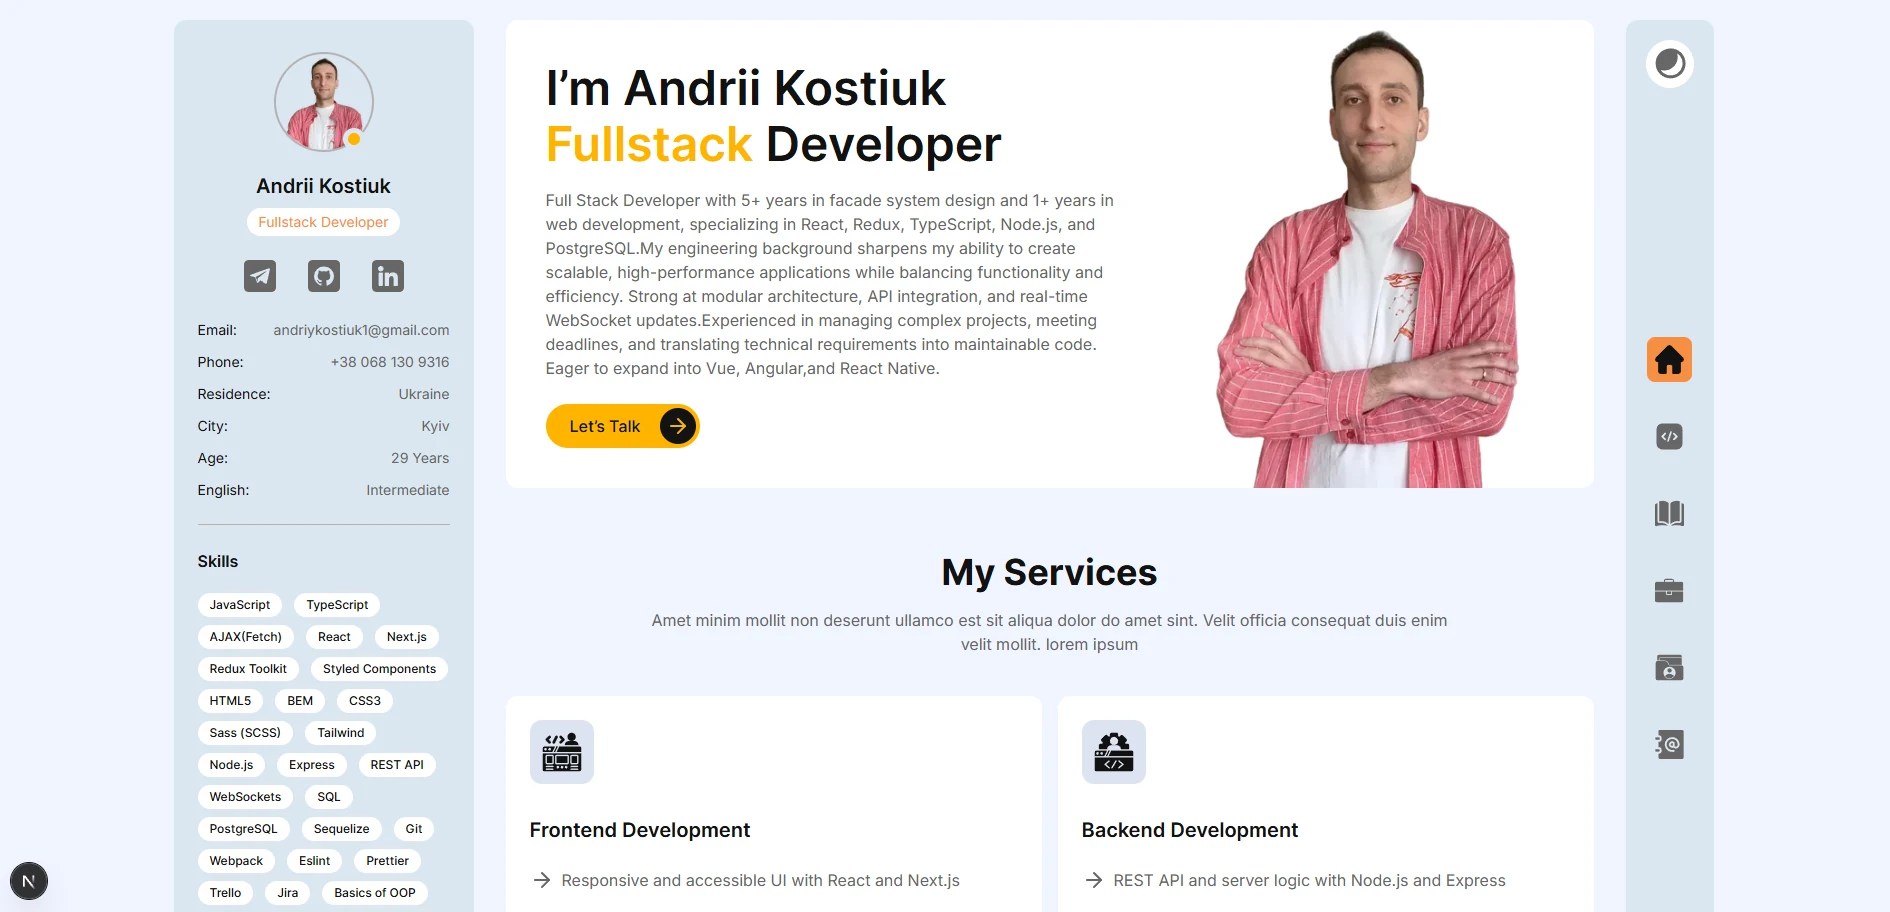 Andrii Kostiuk
Fullstack Developer
Email: andriykostiuk1@gmail.com
Phone: +38 068 130 9316
Residence: Ukraine
City: Kyiv
Age: 29 Years
English: Intermediate
Skills
JavaScript TypeScript
AJAX(Fetch) React Next.js
Redux Toolkit Styled Components
HTML5 BEM CSS3
Sass (SCSS) Tailwind
Node.js Express REST API
WebSockets SQL
PostgreSQL Sequelize Git
Webpack Eslint Prettier
Trello Jira Basics of OOP
N
I’m Andrii Kostiuk
Fullstack Developer
Full Stack Developer with 5+ years in facade system design and 1+ years in
web development, specializing in React, Redux, TypeScript, Node.js, and
PostgreSQL.My engineering background sharpens my ability to create
scalable, high-performance applications while balancing functionality and
efficiency. Strong at modular architecture, API integration, and real-time
WebSocket updates.Experienced in managing complex projects, meeting
deadlines, and translating technical requirements into maintainable code.
Eager to expand into Vue, Angular,and React Native.
Let’s Talk
My Services
Amet minim mollit non deserunt ullamco est sit aliqua dolor do amet sint. Velit officia consequat duis enim
velit mollit. lorem ipsum
Frontend Development
Responsive and accessible UI with React and Next.js
Backend Development
REST API and server logic with Node.js and Express